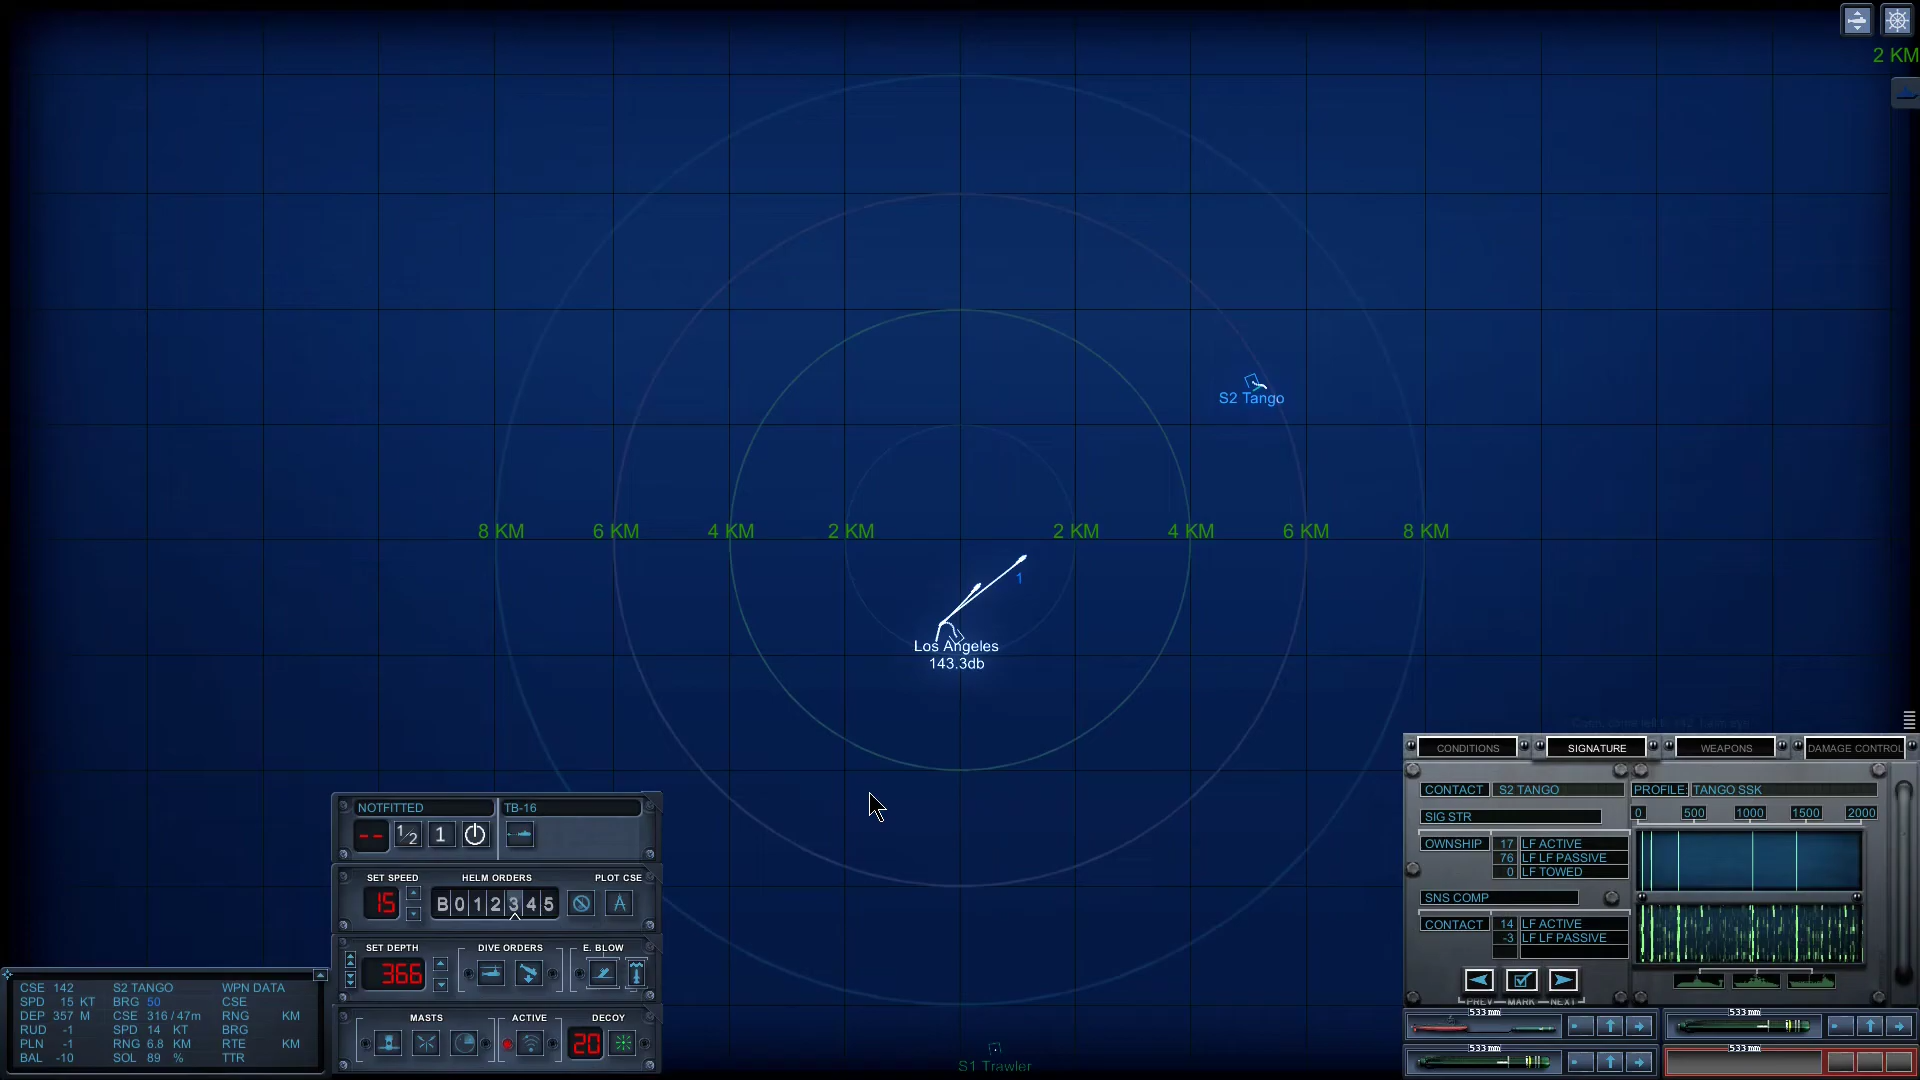 2 KM
S2 Tango
8 KM 6 KM 4 KM 2 KM 2 KM 4 KM 6 KM 8 KM
1
Los Angeles
143.3db
S1 Trawler
NOTFITTED TB-16
-- 1/2 1
SET SPEED HELM ORDERS PLOT CSE
15 B 0 1 2 3 4 5
SET DEPTH DIVE ORDERS E. BLOW
366
MASTS ACTIVE DECOY
20
CSE 142 S2 TANGO WPN DATA
SPD 15 KT BRG 50 CSE
DEP 357 M CSE 316 / 47m RNG KM
RUD -1 SPD 14 KT BRG
PLN -1 RNG 6.8 KM RTE KM
BAL -10 SOL 89 % TTR
CONDITIONS SIGNATURE WEAPONS DAMAGE CONTROL
CONTACT S2 TANGO PROFILE: TANGO SSK
0 500 1000 1500 2000
SIG STR
OWNSHIP 17 LF ACTIVE
76 LF LF PASSIVE
0 LF TOWED
SNS COMP
CONTACT 14 LF ACTIVE
-3 LF LF PASSIVE
PREV MARK NEXT
533 mm 533 mm
533 mm 533 mm